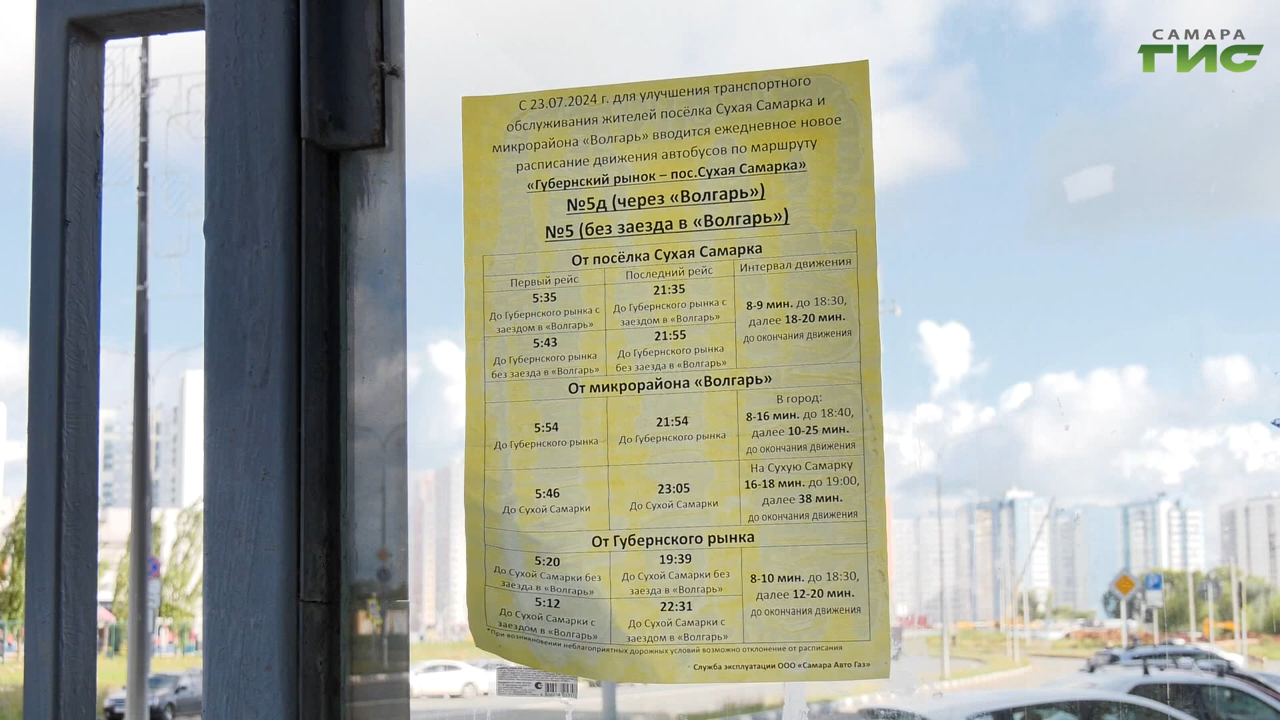 САМАРА
ГИС
С 23.07.2024 г. для улучшения транспортного
обслуживания жителей посёлка Сухая Самарка и
микрорайона «Волгарь» вводится ежедневное новое
расписание движения автобусов по маршруту
«Губернский рынок – пос.Сухая Самарка»
№5д (через «Волгарь»)
№5 (без заезда в «Волгарь»)
От посёлка Сухая Самарка
Первый рейс Последний рейс Интервал движения
5:35
До Губернского рынка с
заездом в «Волгарь»
21:35
До Губернского рынка с
заездом в «Волгарь»
8-9 мин. до 18:30,
далее 18-20 мин.
до окончания движения
5:43
До Губернского рынка
без заезда в «Волгарь»
21:55
До Губернского рынка
без заезда в «Волгарь»
От микрорайона «Волгарь»
5:54
До Губернского рынка
21:54
До Губернского рынка
В город:
8-16 мин. до 18:40,
далее 10-25 мин.
до окончания движения
5:46
До Сухой Самарки
23:05
До Сухой Самарки
На Сухую Самарку
16-18 мин. до 19:00,
далее 38 мин.
до окончания движения
От Губернского рынка
5:20
До Сухой Самарки без
заезда в «Волгарь»
19:39
До Сухой Самарки без
заезда в «Волгарь»
8-10 мин. до 18:30,
далее 12-20 мин.
до окончания движения
5:12
До Сухой Самарки с
заездом в «Волгарь»
22:31
До Сухой Самарки с
заездом в «Волгарь»
*При возникновении неблагоприятных дорожных условий возможно отклонение от расписания
Служба эксплуатации ООО «Самара Авто Газ»